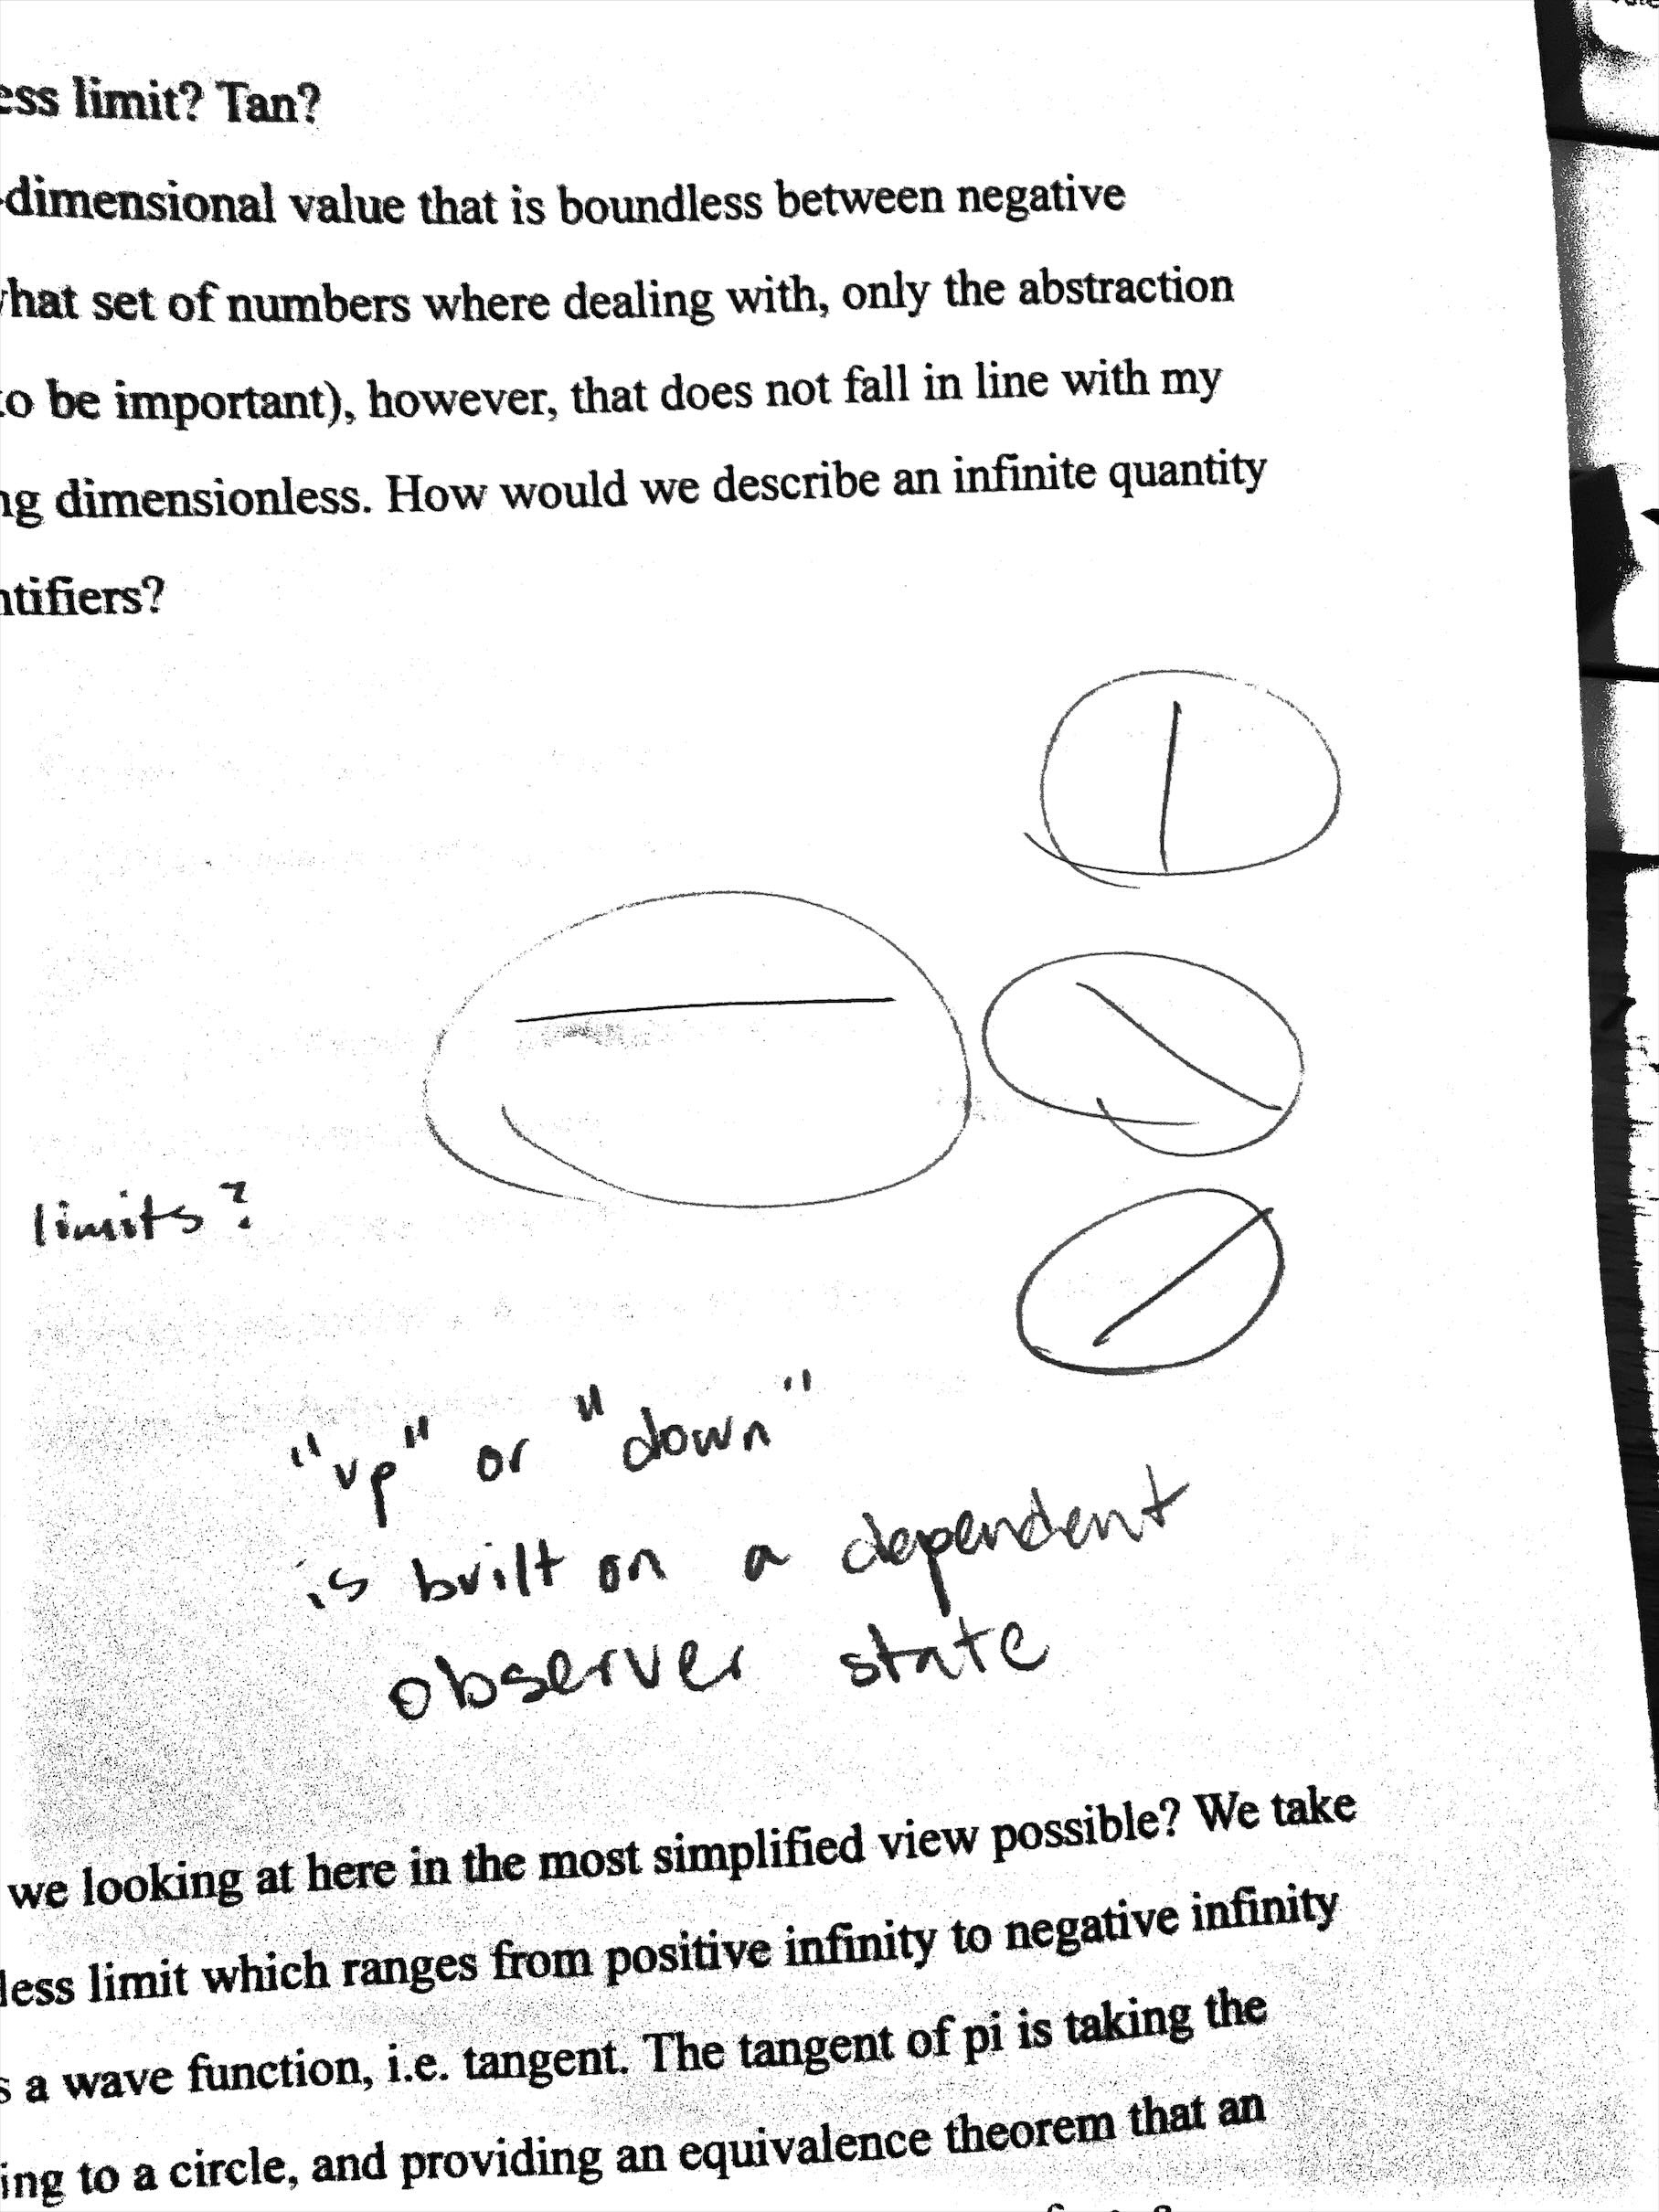 ess limit? Tan?
-dimensional value that is boundless between negative
hat set of numbers where dealing with, only the abstraction
to be important), however, that does not fall in line with my
ng dimensionless. How would we describe an infinite quantity
ntifiers?
limits?
"up" or "down"
is built on a dependent
observer state
we looking at here in the most simplified view possible? We take
less limit which ranges from positive infinity to negative infinity
s a wave function, i.e. tangent. The tangent of pi is taking the
ing to a circle, and providing an equivalence theorem that an